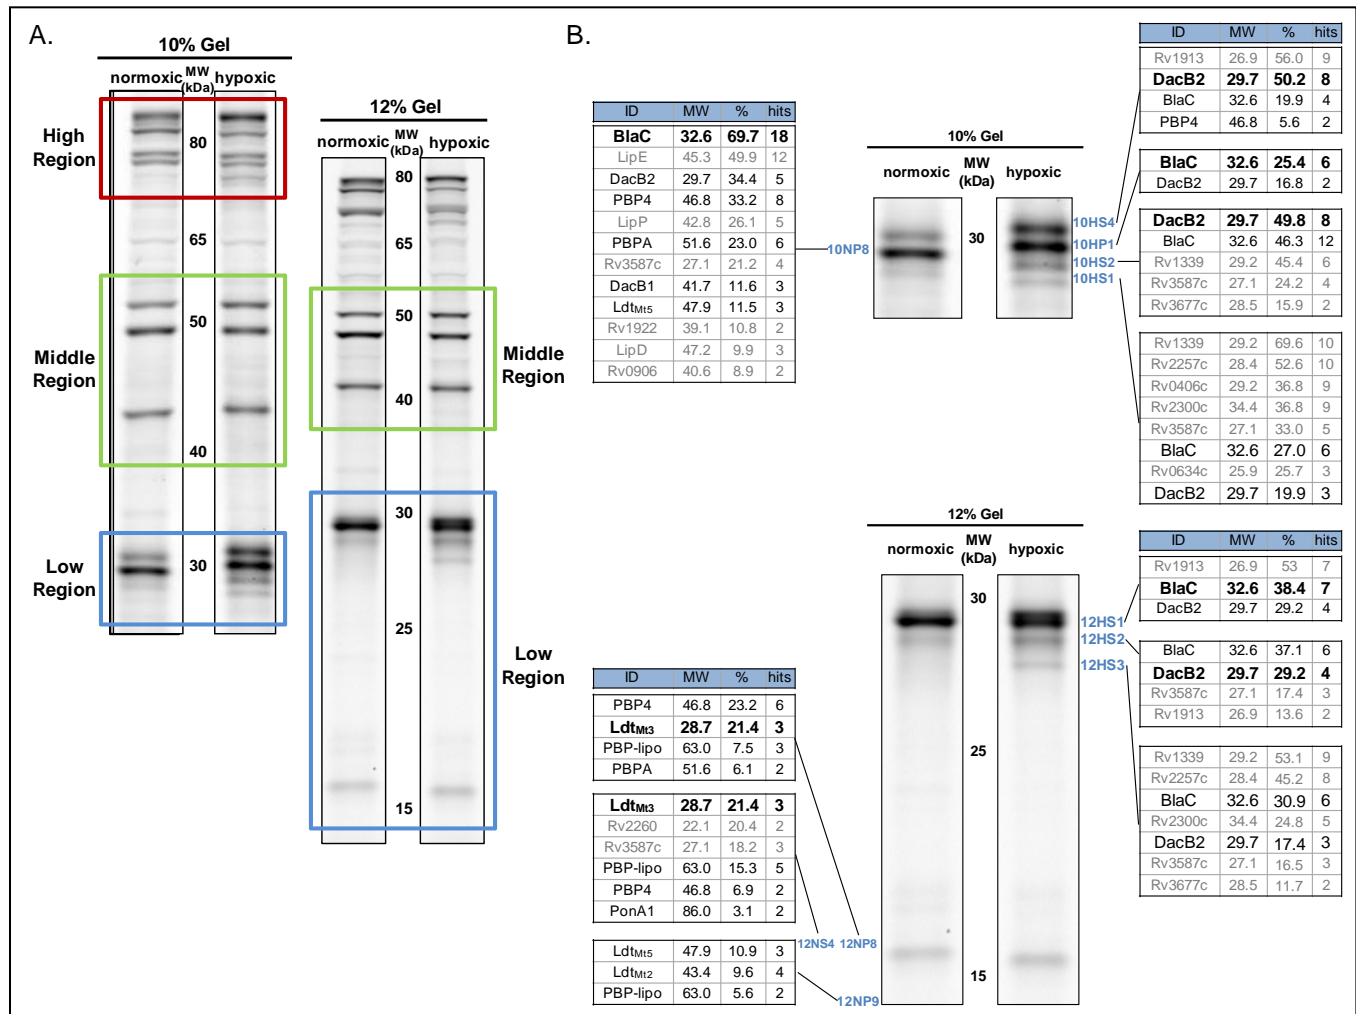 A.
10% Gel
normoxic MW (kDa) hypoxic
High Region
80
65
Middle Region
50
40
Low Region
30
12% Gel
normoxic MW (kDa) hypoxic
80
65
50
Middle Region
40
30
25
Low Region
15
B.
ID MW % hits
BlaC 32.6 69.7 18
LipE 45.3 49.9 12
DacB2 29.7 34.4 5
PBP4 46.8 33.2 8
LipP 42.8 26.1 5
PBPA 51.6 23.0 6
Rv3587c 27.1 21.2 4
DacB1 41.7 11.6 3
LdtMt5 47.9 11.5 3
Rv1922 39.1 10.8 2
LipD 47.2 9.9 3
Rv0906 40.6 8.9 2
10% Gel
normoxic MW (kDa) hypoxic
30
10NP8
10HS4
10HP1
10HS2
10HS1
ID MW % hits
Rv1913 26.9 56.0 9
DacB2 29.7 50.2 8
BlaC 32.6 19.9 4
PBP4 46.8 5.6 2
BlaC 32.6 25.4 6
DacB2 29.7 16.8 2
DacB2 29.7 49.8 8
BlaC 32.6 46.3 12
Rv1339 29.2 45.4 6
Rv3587c 27.1 24.2 4
Rv3677c 28.5 15.9 2
Rv1339 29.2 69.6 10
Rv2257c 28.4 52.6 10
Rv0406c 29.2 36.8 9
Rv2300c 34.4 36.8 9
Rv3587c 27.1 33.0 5
BlaC 32.6 27.0 6
Rv0634c 25.9 25.7 3
DacB2 29.7 19.9 3
12% Gel
normoxic MW (kDa) hypoxic
30
25
15
12HS1
12HS2
12HS3
ID MW % hits
Rv1913 26.9 53 7
BlaC 32.6 38.4 7
DacB2 29.7 29.2 4
BlaC 32.6 37.1 6
DacB2 29.7 29.2 4
Rv3587c 27.1 17.4 3
Rv1913 26.9 13.6 2
Rv1339 29.2 53.1 9
Rv2257c 28.4 45.2 8
BlaC 32.6 30.9 6
Rv2300c 34.4 24.8 5
DacB2 29.7 17.4 3
Rv3587c 27.1 16.5 3
Rv3677c 28.5 11.7 2
ID MW % hits
PBP4 46.8 23.2 6
LdtMt3 28.7 21.4 3
PBP-lipo 63.0 7.5 3
PBPA 51.6 6.1 2
LdtMt3 28.7 21.4 3
Rv2260 22.1 20.4 2
Rv3587c 27.1 18.2 3
PBP-lipo 63.0 15.3 5
PBP4 46.8 6.9 2
PonA1 86.0 3.1 2
LdtMt5 47.9 10.9 3
LdtMt2 43.4 9.6 4
PBP-lipo 63.0 5.6 2
12NS4 12NP8
12NP9